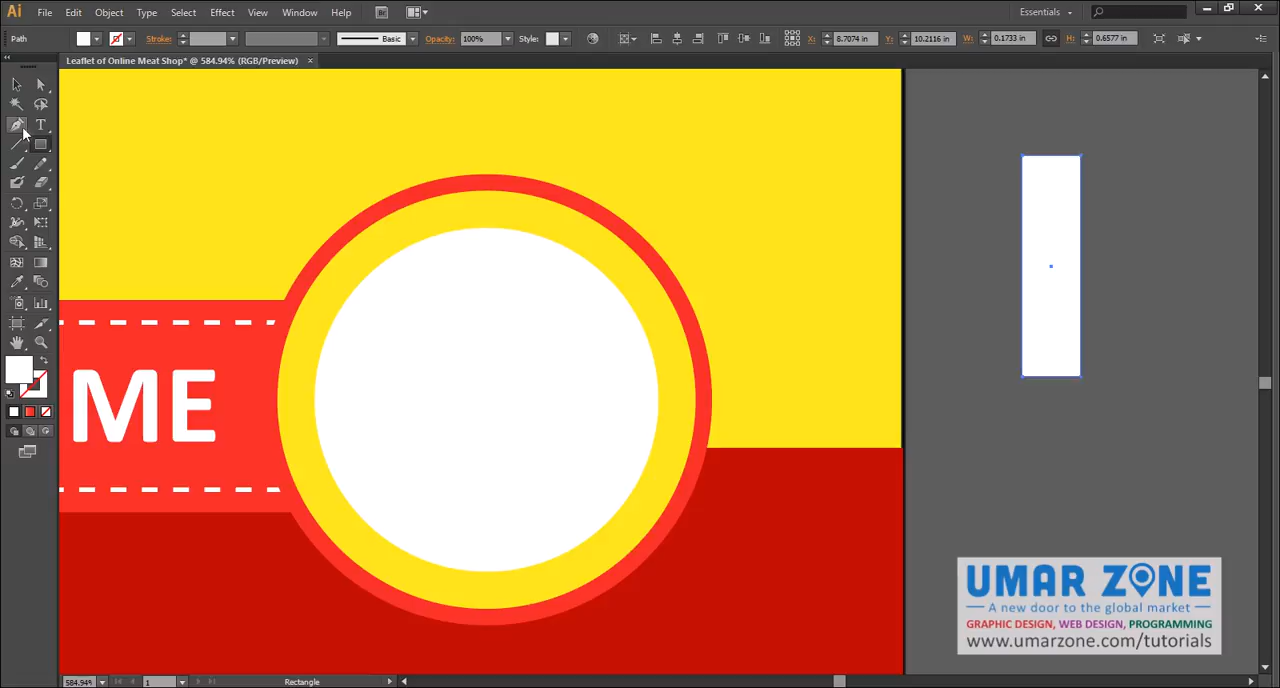 Ai File Edit Object Type Select Effect View Window Help Br Essentials
Path Stroke: Basic Opacity: 100% Style: X: 8.7074 in Y: 10.2116 in W: 0.1733 in H: 0.6577 in
Leaflet of Online Meat Shop* @ 584.94% (RGB/Preview) ×
T
ME
UMAR ZONE
A new door to the global market
GRAPHIC DESIGN, WEB DESIGN, PROGRAMMING
www.umarzone.com/tutorials
584.94% 1 Rectangle